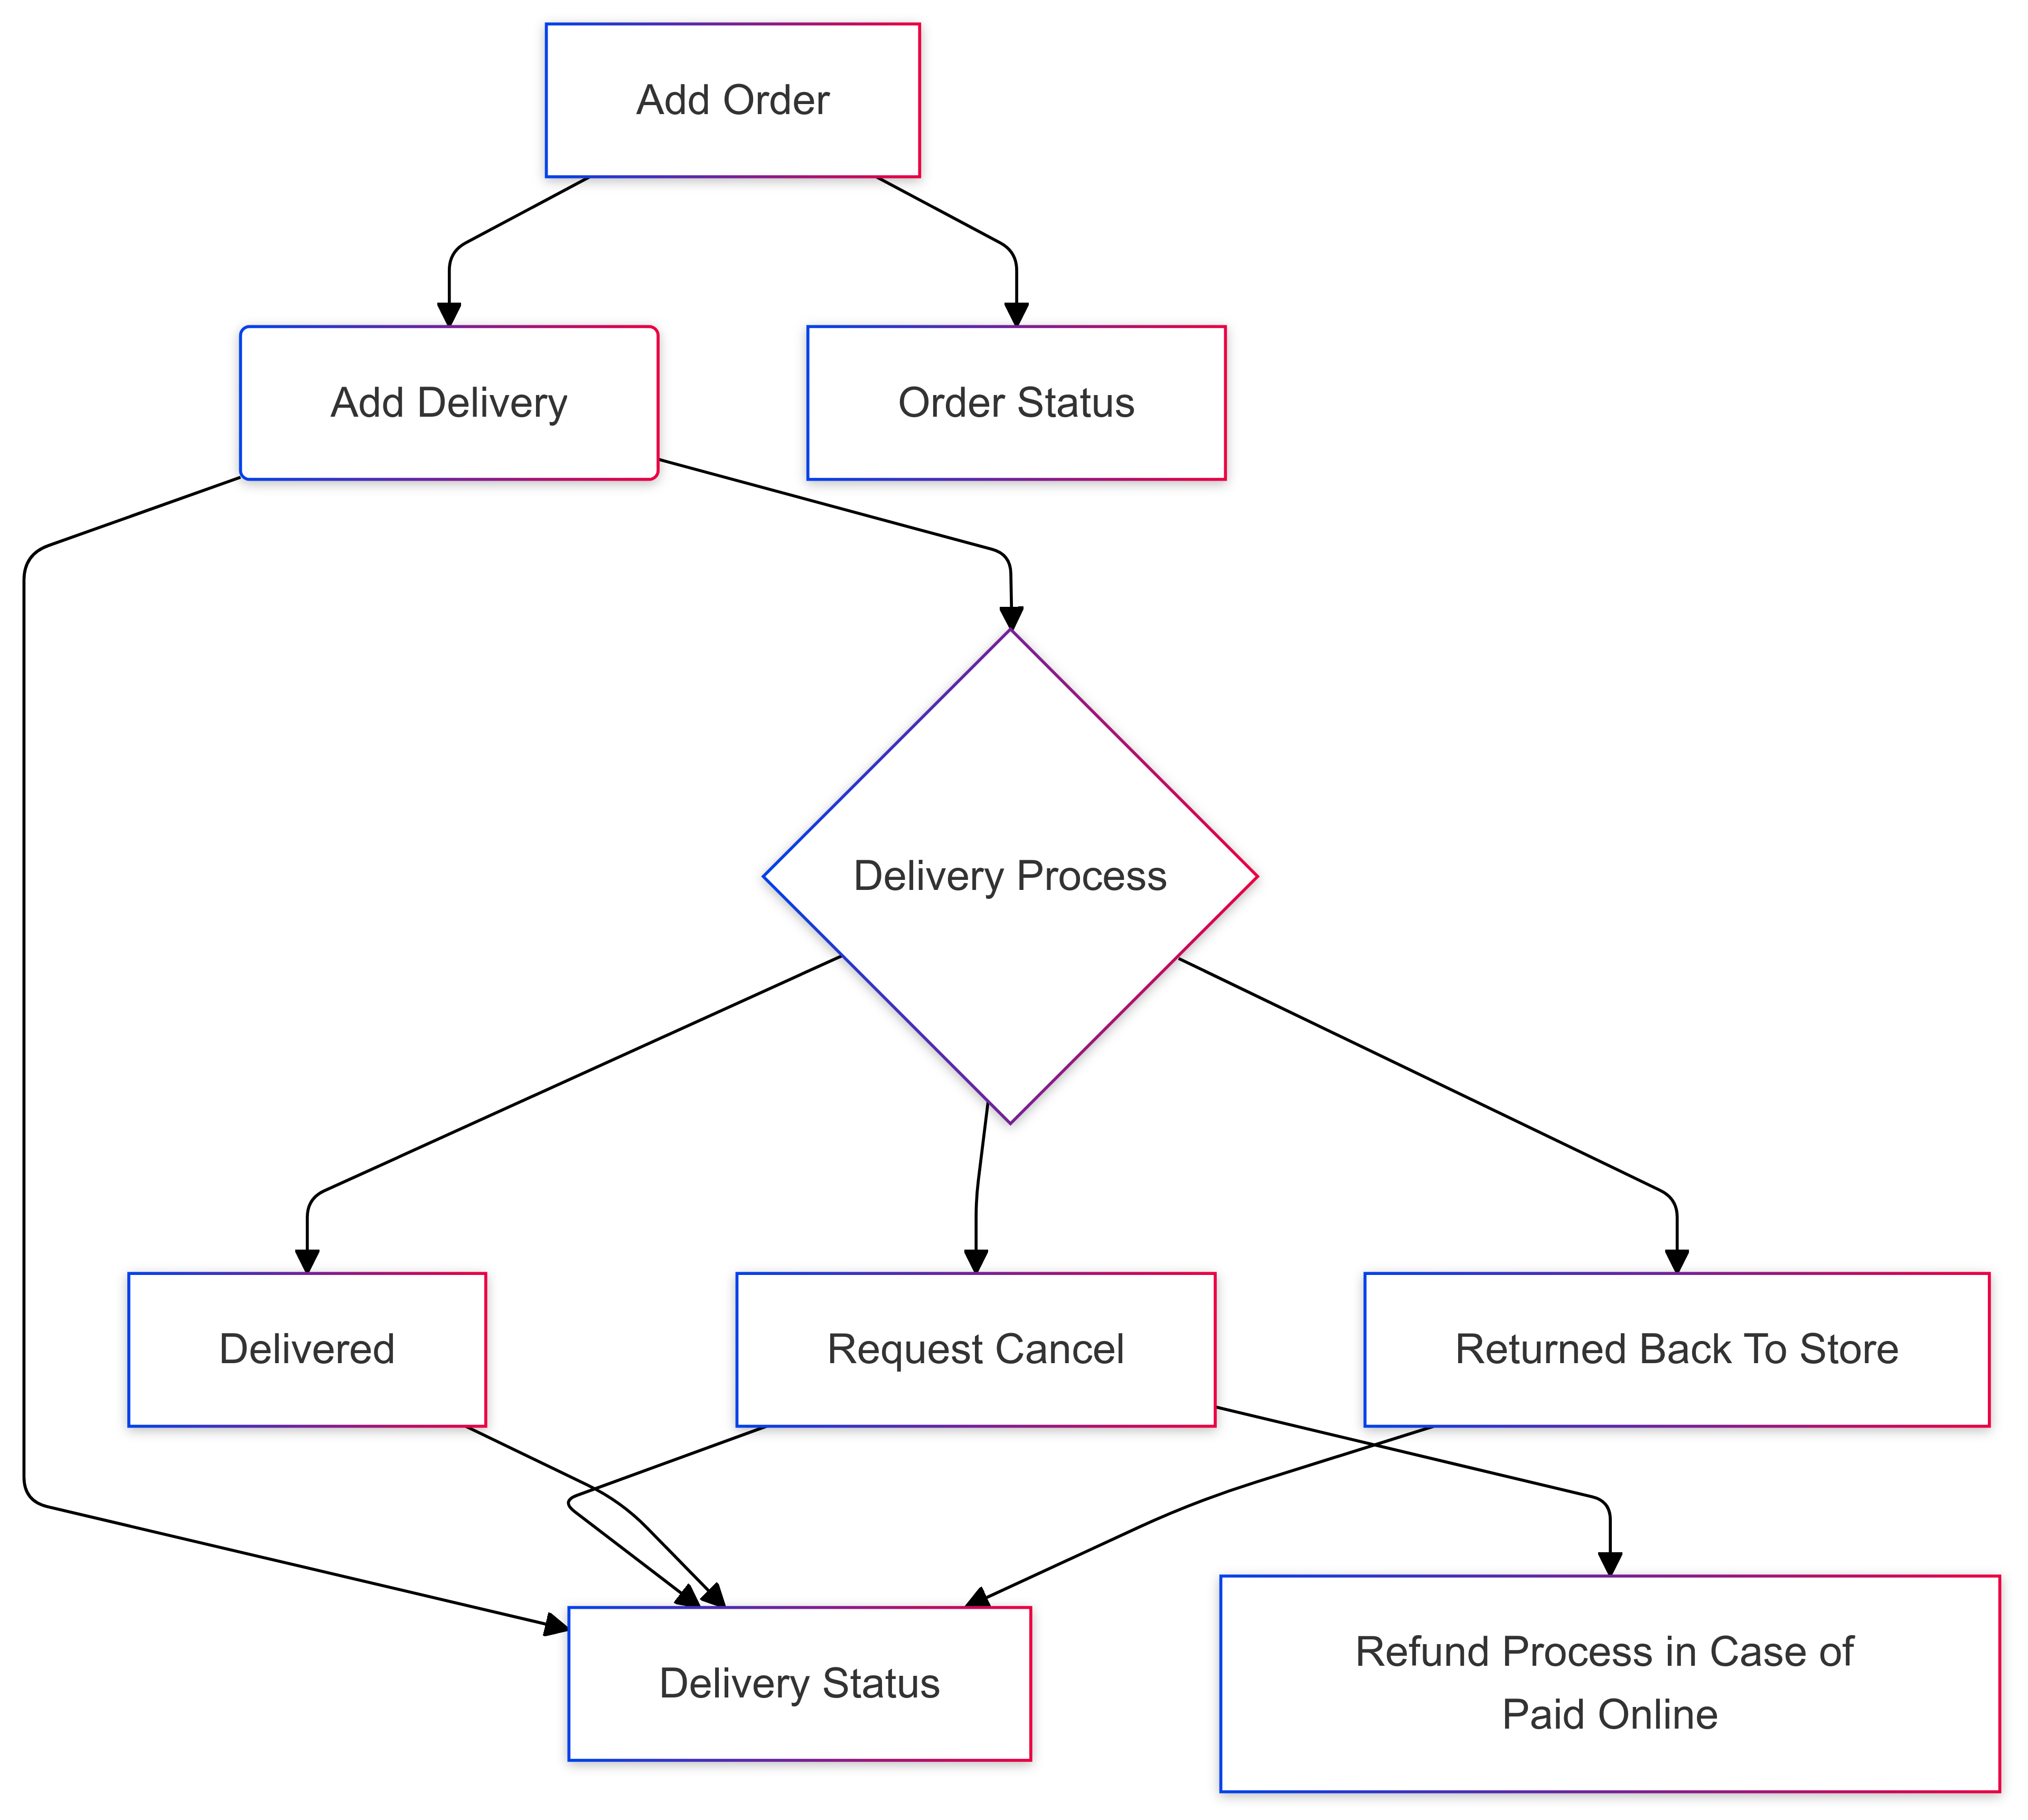 Add Order
Add Delivery
Order Status
Delivery Process
Delivered
Request Cancel
Returned Back To Store
Delivery Status
Refund Process in Case of
Paid Online